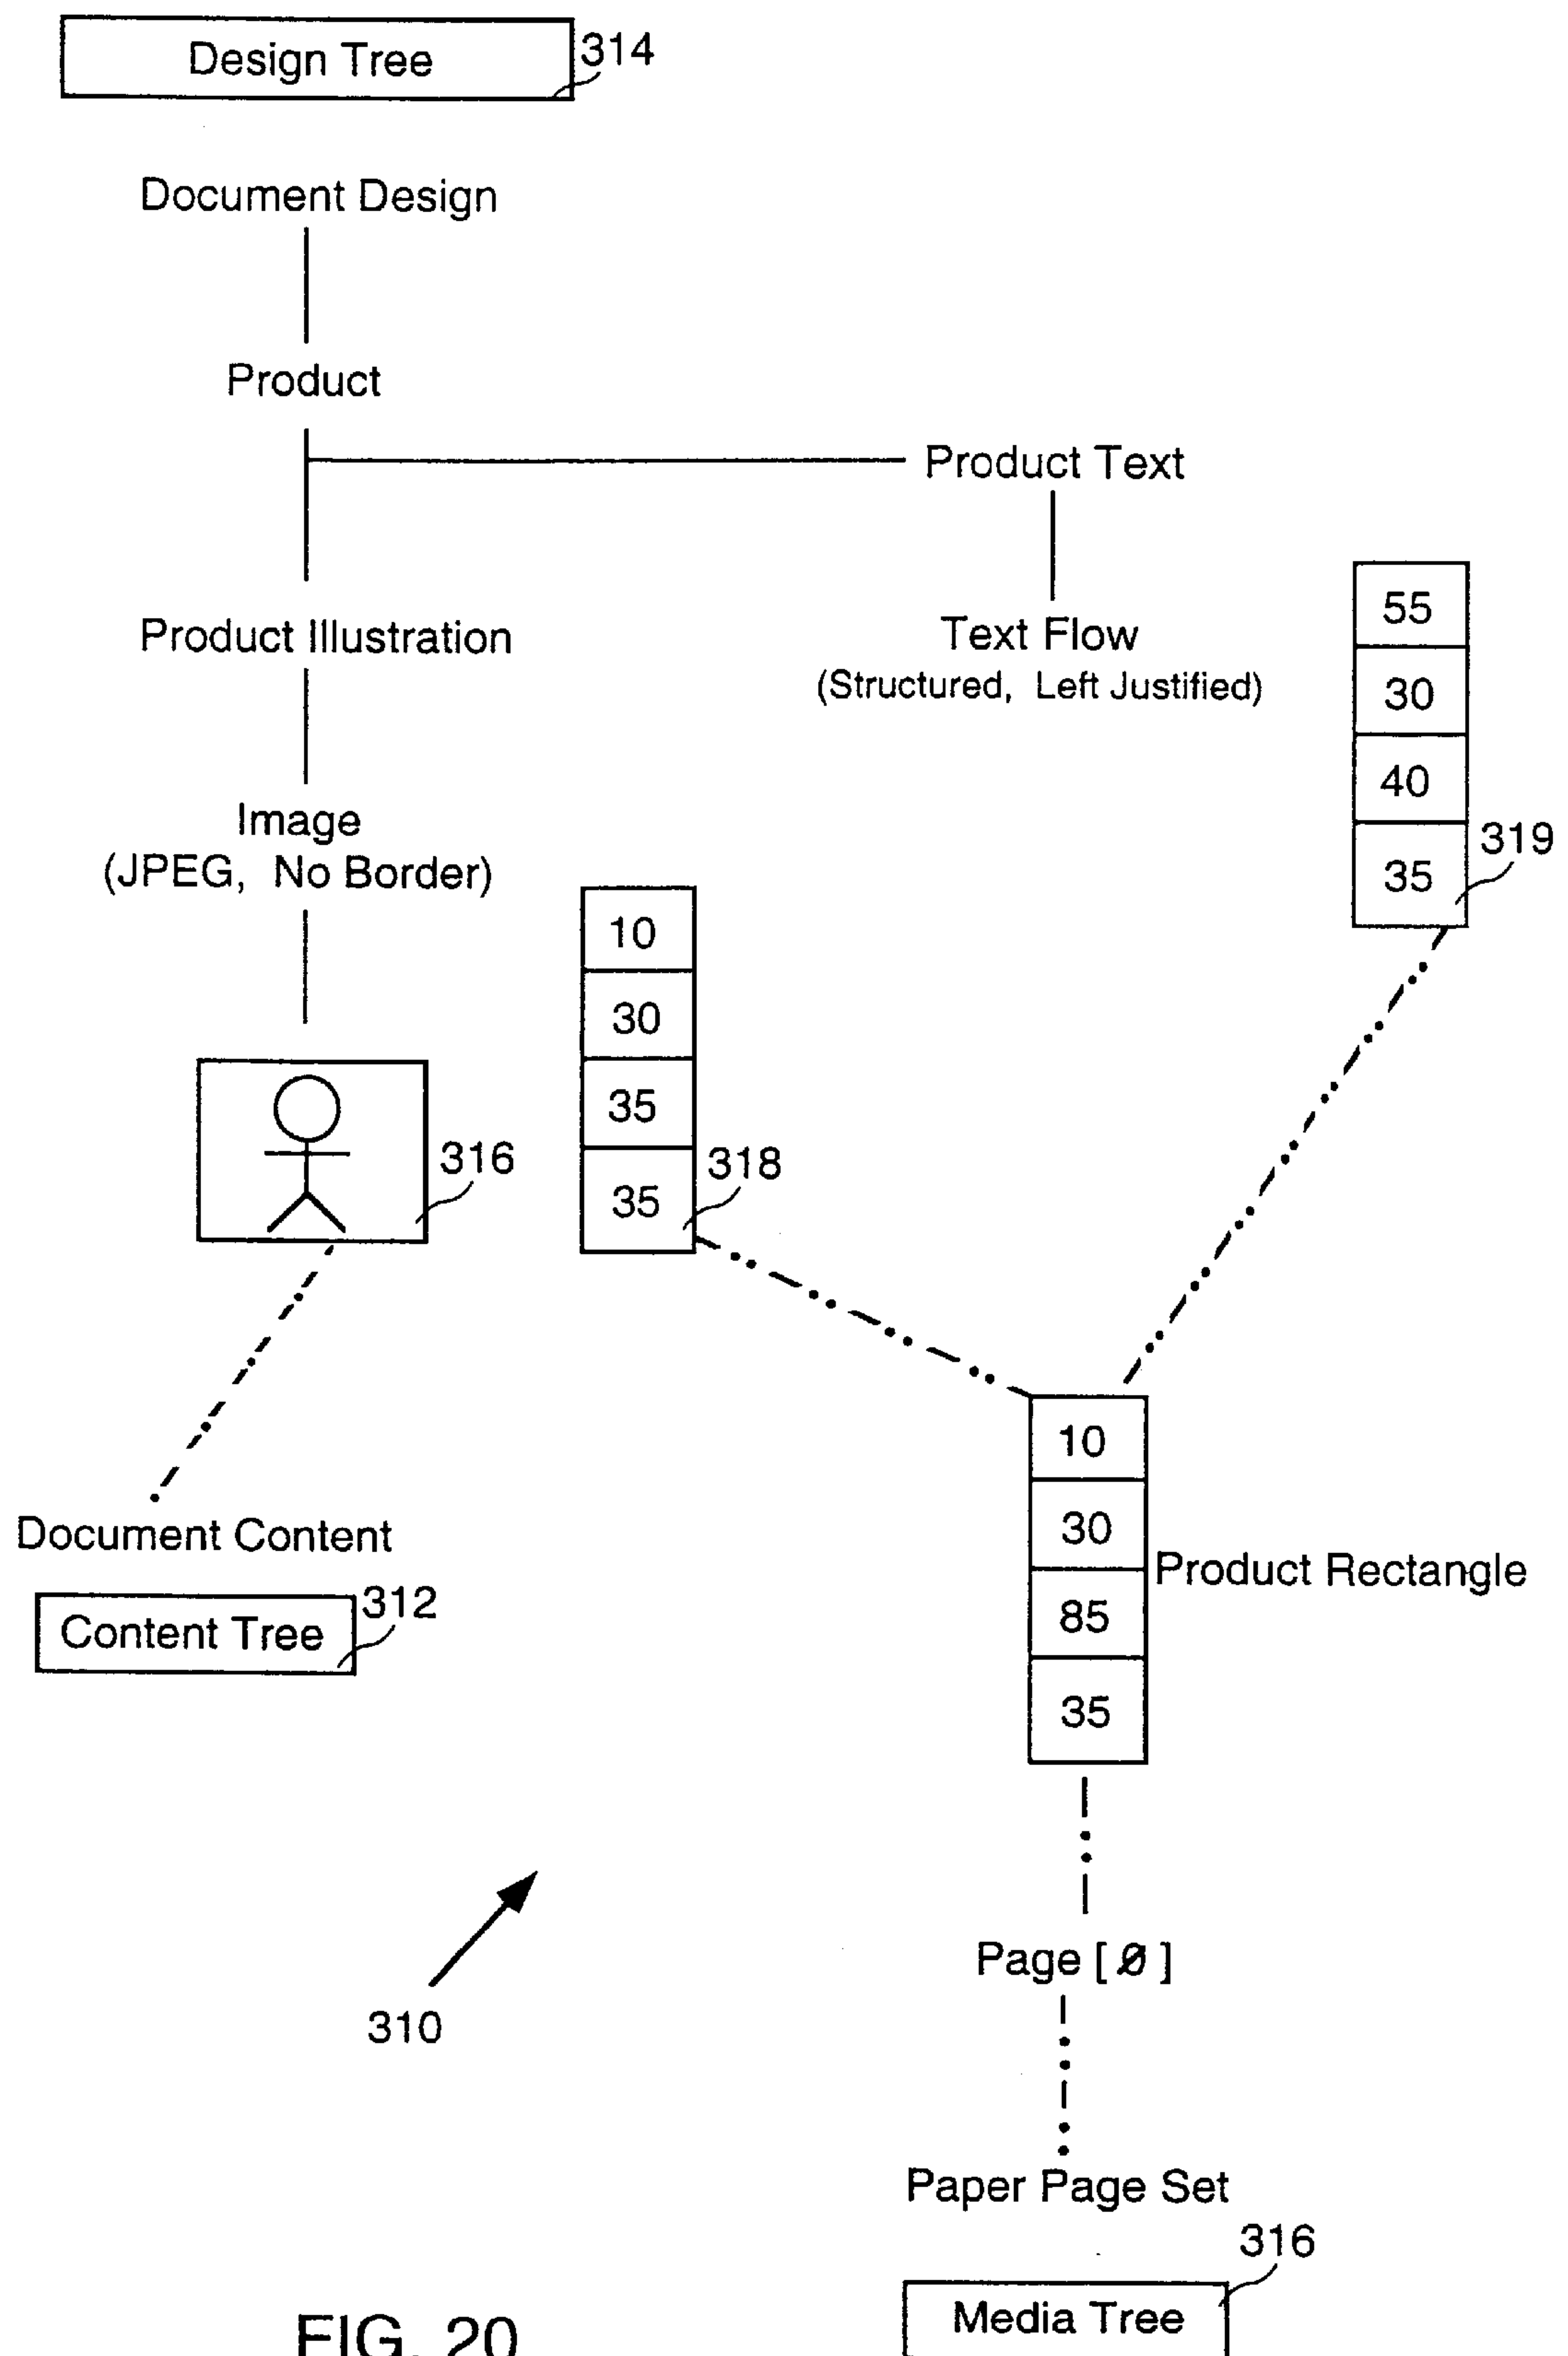 Design Tree
314
Document Design
Product
Product Text
Product Illustration
Text Flow
(Structured, Left Justified)
55
30
40
35
319
Image
(JPEG, No Border)
10
30
35
35
318
316
10
30
85
35
Product Rectangle
Document Content
Content Tree
312
310
Page [ Ø ]
Paper Page Set
316
Media Tree
FIG. 20